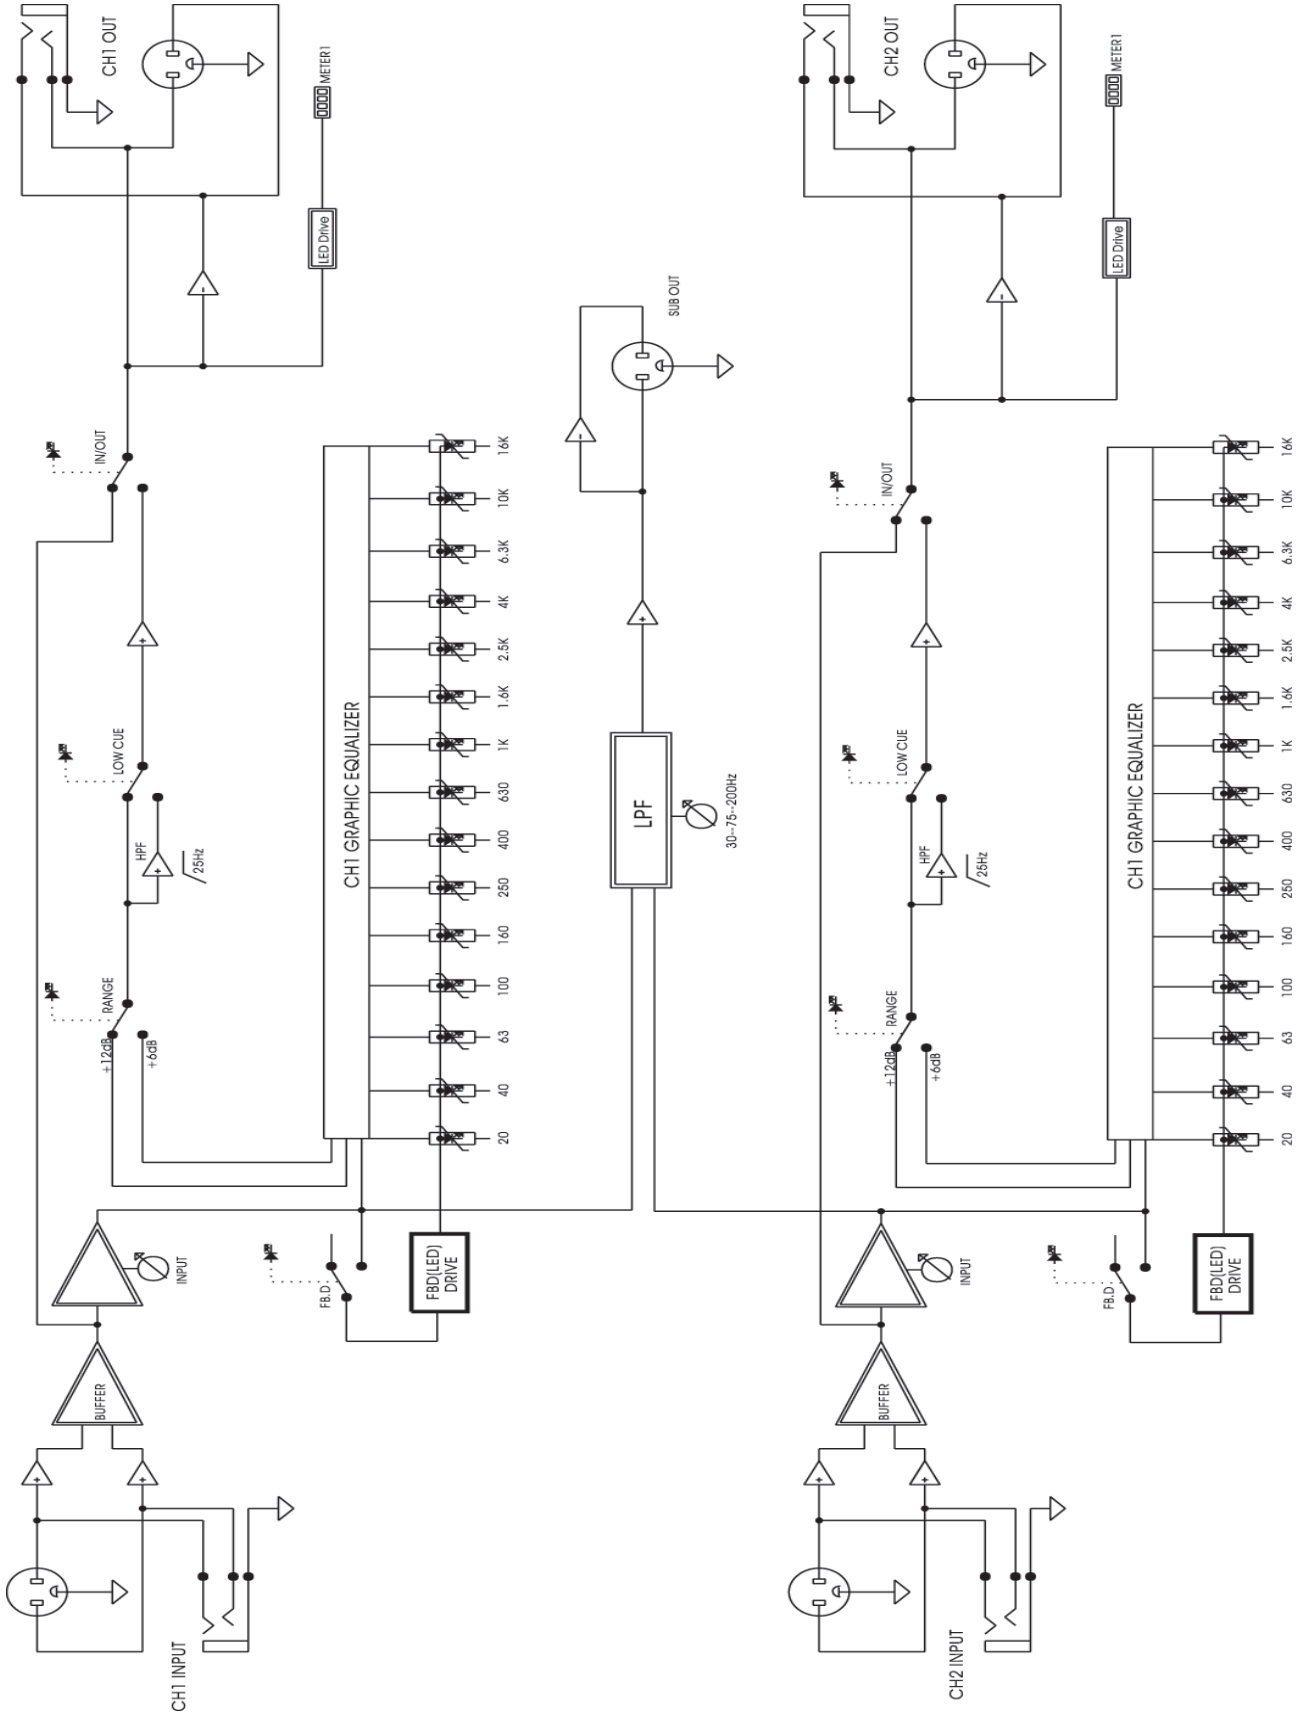 CH1 INPUT
BUFFER
INPUT
FB.D
FBD(LED)
DRIVE
+12dB
+6dB
RANGE
HPF
25Hz
LOW CUE
IN/OUT
CH1 GRAPHIC EQUALIZER
20
40
63
100
160
250
400
630
1K
1.6K
2.5K
4K
6.3K
10K
16K
LED Drive
METER1
CH1 OUT
LPF
30--75--200Hz
SUB OUT
CH2 INPUT
BUFFER
INPUT
FB.D
FBD(LED)
DRIVE
+12dB
+6dB
RANGE
HPF
25Hz
LOW CUE
IN/OUT
CH1 GRAPHIC EQUALIZER
20
40
63
100
160
250
400
630
1K
1.6K
2.5K
4K
6.3K
10K
16K
LED Drive
METER1
CH2 OUT